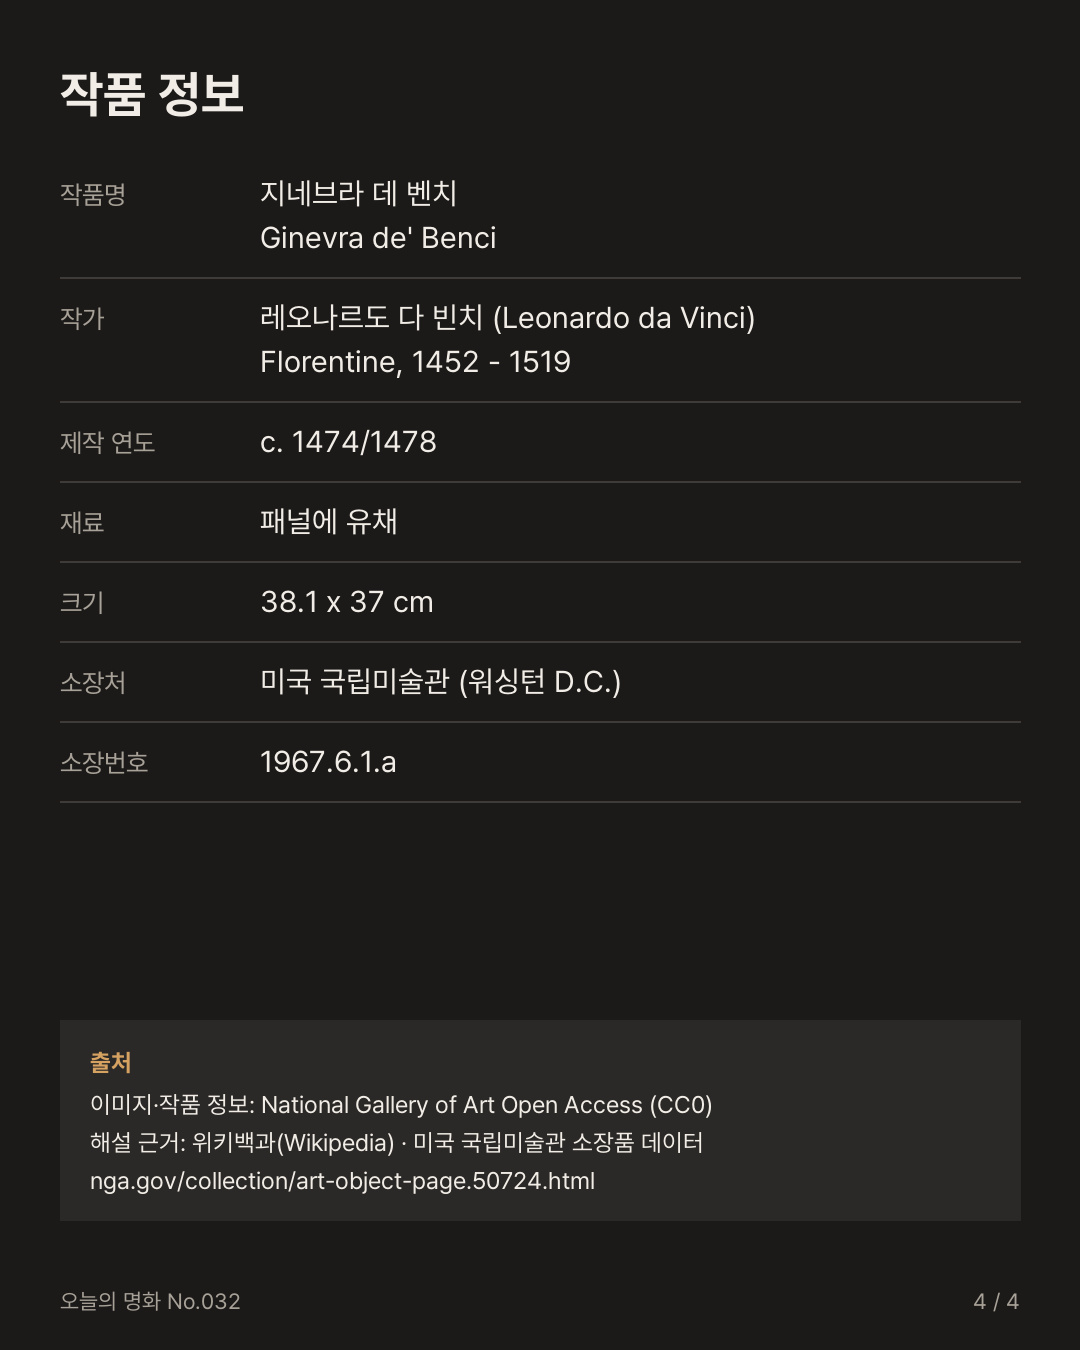 작품 정보
작품명
지네브라 데 벤치
Ginevra de' Benci
작가
레오나르도 다 빈치 (Leonardo da Vinci)
Florentine, 1452 - 1519
제작 연도
c. 1474/1478
재료
패널에 유채
크기
38.1 x 37 cm
소장처
미국 국립미술관 (워싱턴 D.C.)
소장번호
1967.6.1.a
출처
이미지·작품 정보: National Gallery of Art Open Access (CC0)
해설 근거: 위키백과(Wikipedia) · 미국 국립미술관 소장품 데이터
nga.gov/collection/art-object-page.50724.html
오늘의 명화 No.032
4 / 4